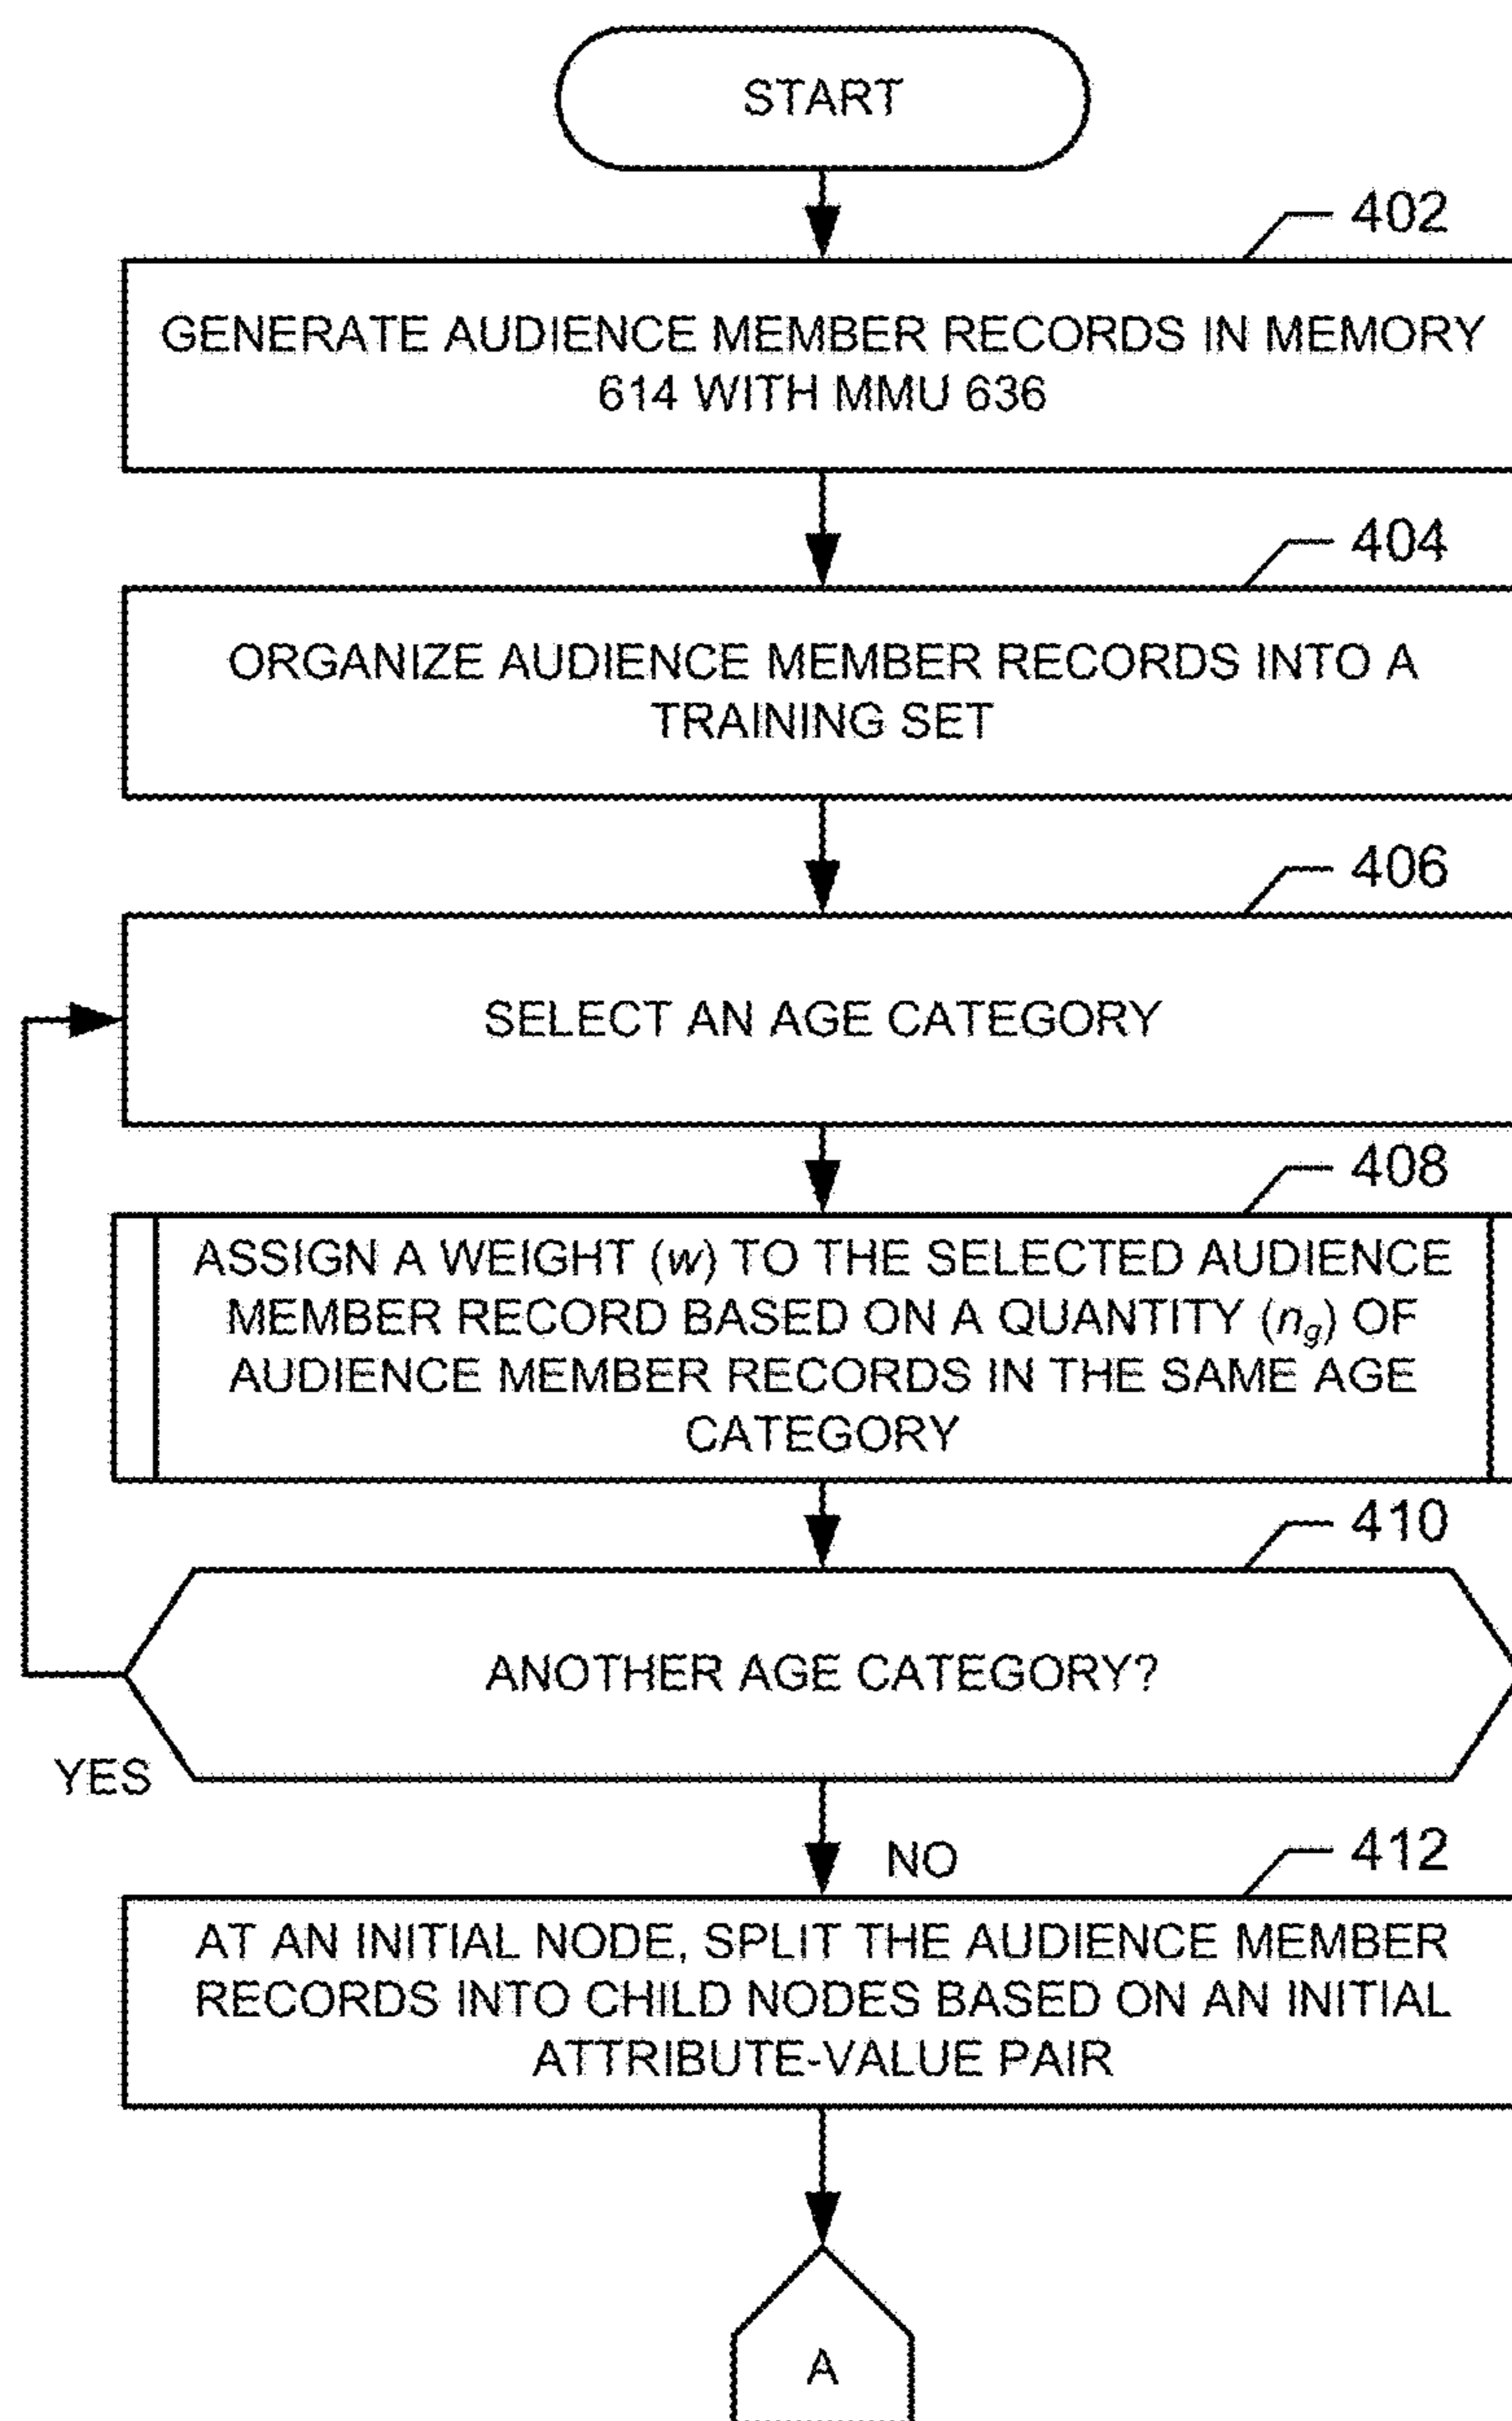 START
402
GENERATE AUDIENCE MEMBER RECORDS IN MEMORY
614 WITH MMU 636
404
ORGANIZE AUDIENCE MEMBER RECORDS INTO A
TRAINING SET
406
SELECT AN AGE CATEGORY
408
ASSIGN A WEIGHT (w) TO THE SELECTED AUDIENCE
MEMBER RECORD BASED ON A QUANTITY (n_g) OF
AUDIENCE MEMBER RECORDS IN THE SAME AGE
CATEGORY
410
ANOTHER AGE CATEGORY?
YES
NO
412
AT AN INITIAL NODE, SPLIT THE AUDIENCE MEMBER
RECORDS INTO CHILD NODES BASED ON AN INITIAL
ATTRIBUTE-VALUE PAIR
A